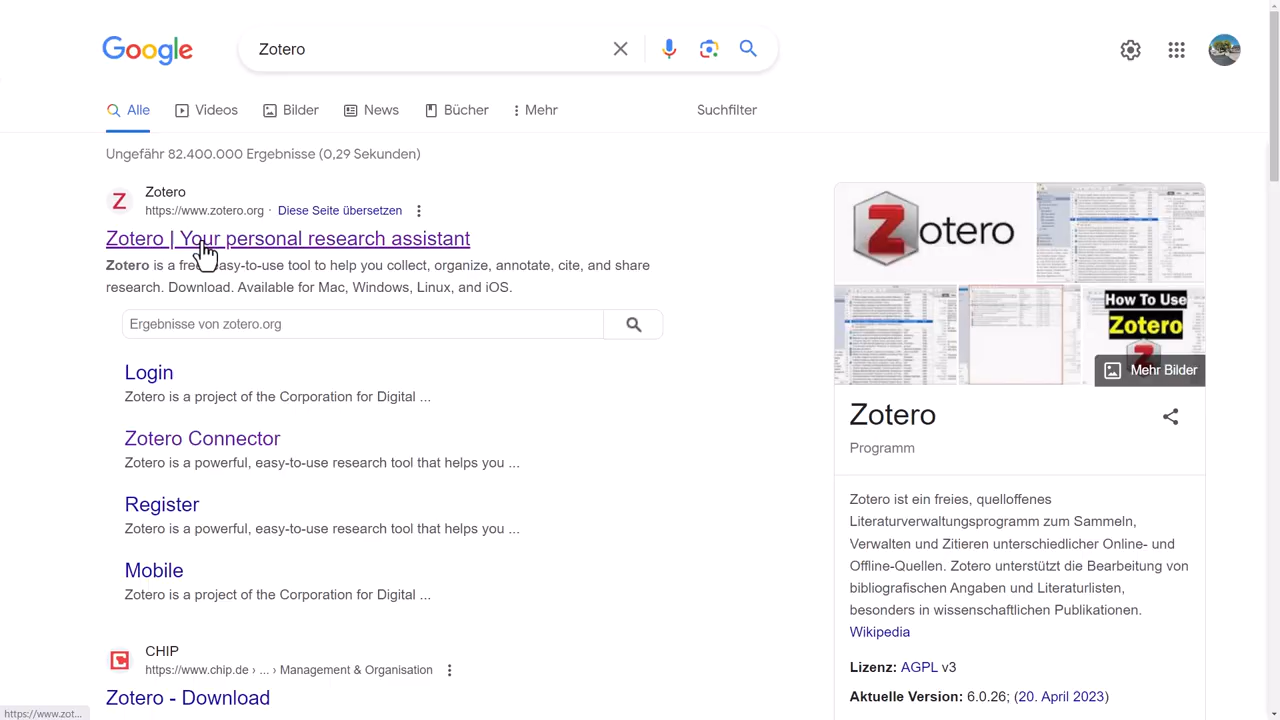 Google
Zotero
Alle
Videos
Bilder
News
Bücher
Mehr
Suchfilter
Ungefähr 82.400.000 Ergebnisse (0,29 Sekunden)
Z
Zotero
https://www.zotero.org · Diese Seite übersetzen
Zotero | Your personal research
Zotero is a free, easy-to-use tool to help organize, annotate, cite, and share
research. Download. Available for Mac, Windows, Linux, and iOS.
Ergebnisse von zotero.org
Login
Zotero is a project of the Corporation for Digital ...
Zotero Connector
Zotero is a powerful, easy-to-use research tool that helps you ...
Register
Zotero is a powerful, easy-to-use research tool that helps you ...
Mobile
Zotero is a project of the Corporation for Digital ...
CHIP
https://www.chip.de › ... › Management & Organisation
Zotero - Download
https://www.zot...
Zotero
How To Use
Zotero
Mehr Bilder
Zotero
Programm
Zotero ist ein freies, quelloffenes
Literaturverwaltungsprogramm zum Sammeln,
Verwalten und Zitieren unterschiedlicher Online- und
Offline-Quellen. Zotero unterstützt die Bearbeitung von
bibliografischen Angaben und Literaturlisten,
besonders in wissenschaftlichen Publikationen.
Wikipedia
Lizenz: AGPL v3
Aktuelle Version: 6.0.26; (20. April 2023)